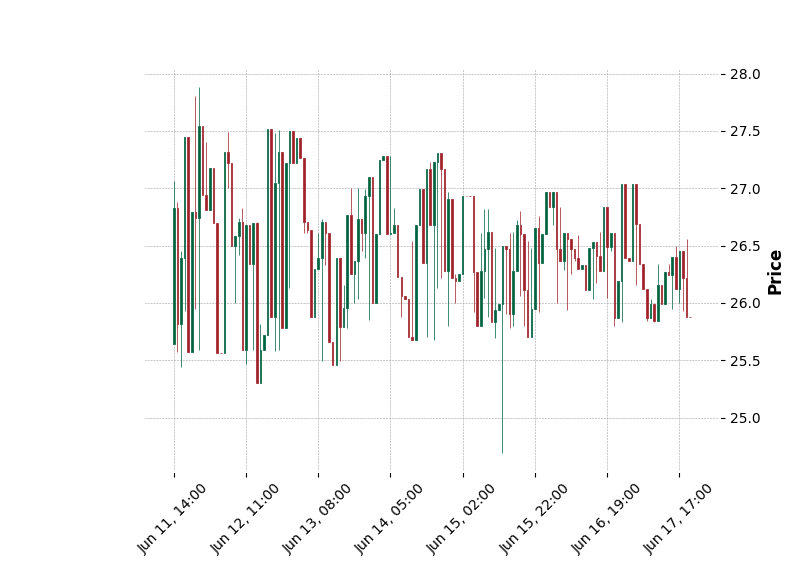 28.0
27.5
27.0
26.5
26.0
25.5
25.0
Price
Jun 11, 14:00
Jun 12, 11:00
Jun 13, 08:00
Jun 14, 05:00
Jun 15, 02:00
Jun 15, 22:00
Jun 16, 19:00
Jun 17, 17:00